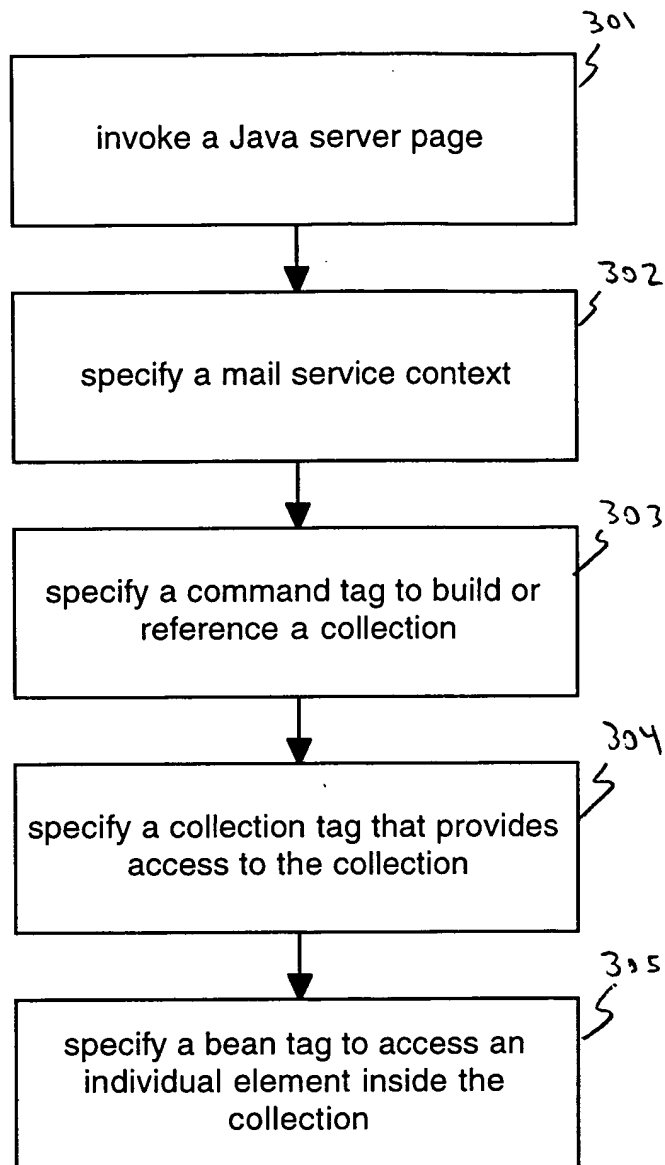 301
invoke a Java server page
302
specify a mail service context
303
specify a command tag to build or
reference a collection
304
specify a collection tag that provides
access to the collection
305
specify a bean tag to access an
individual element inside the
collection